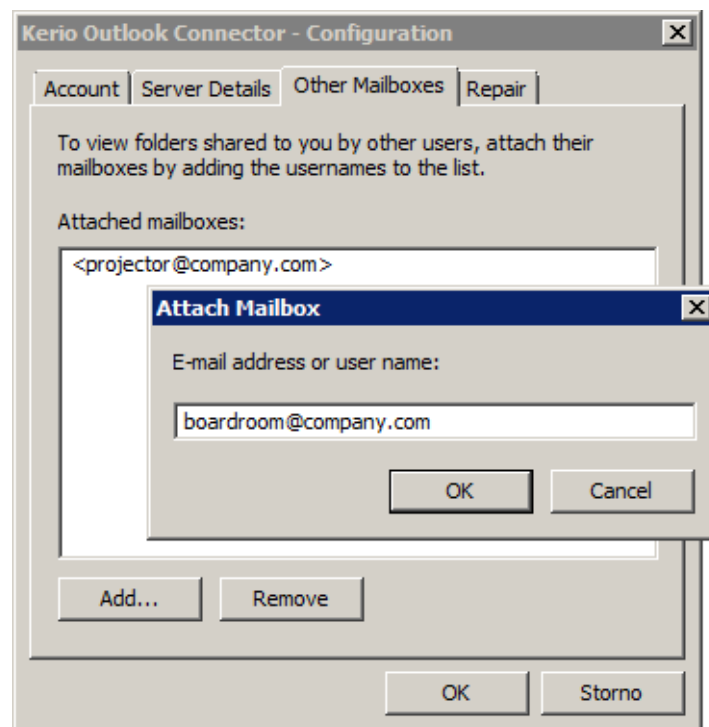 Kerio Outlook Connector - Configuration
Account Server Details Other Mailboxes Repair
To view folders shared to you by other users, attach their
mailboxes by adding the usernames to the list.
Attached mailboxes:
<projector@company.com>
Attach Mailbox
E-mail address or user name:
boardroom@company.com
OK Cancel
Add... Remove
OK Storno